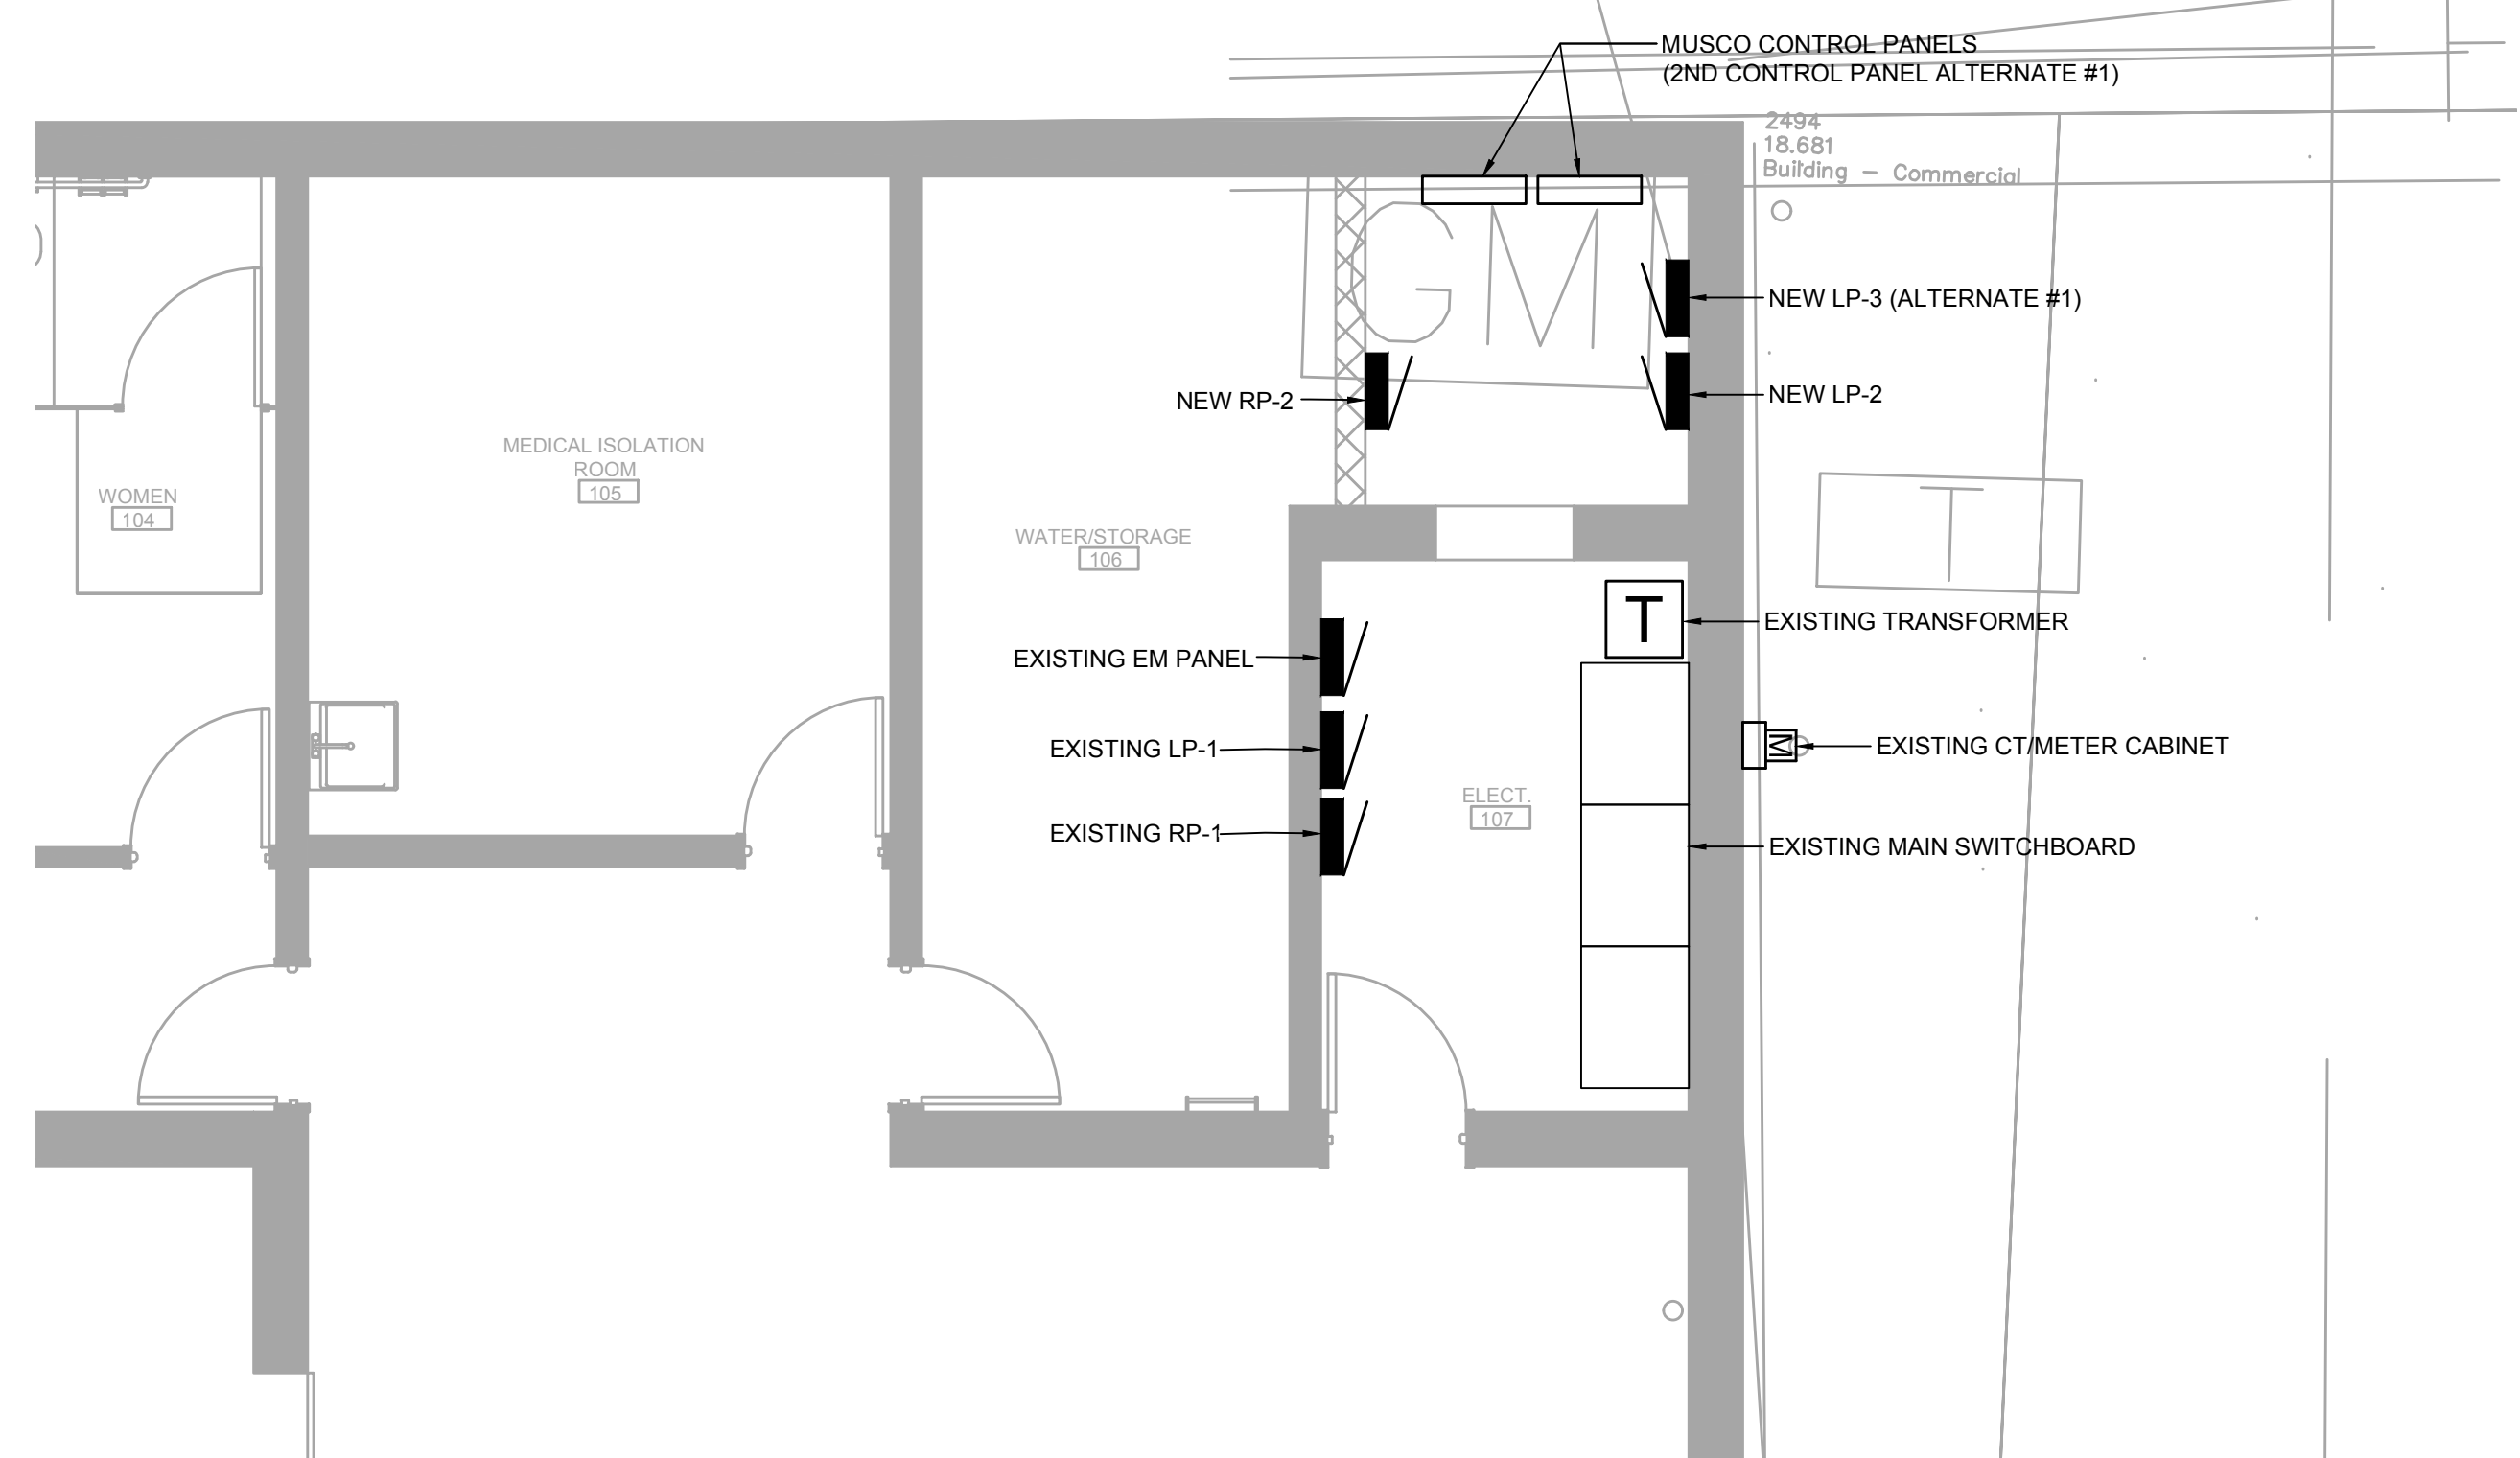 MUSCO CONTROL PANELS
(2ND CONTROL PANEL ALTERNATE #1)
2494
18.681
Building - Commercial
GM
NEW LP-3 (ALTERNATE #1)
NEW RP-2
NEW LP-2
MEDICAL ISOLATION
ROOM
105
WOMEN
104
WATER/STORAGE
106
T
T
EXISTING TRANSFORMER
EXISTING EM PANEL
EXISTING LP-1
M
EXISTING CT/METER CABINET
ELECT.
107
EXISTING RP-1
EXISTING MAIN SWITCHBOARD